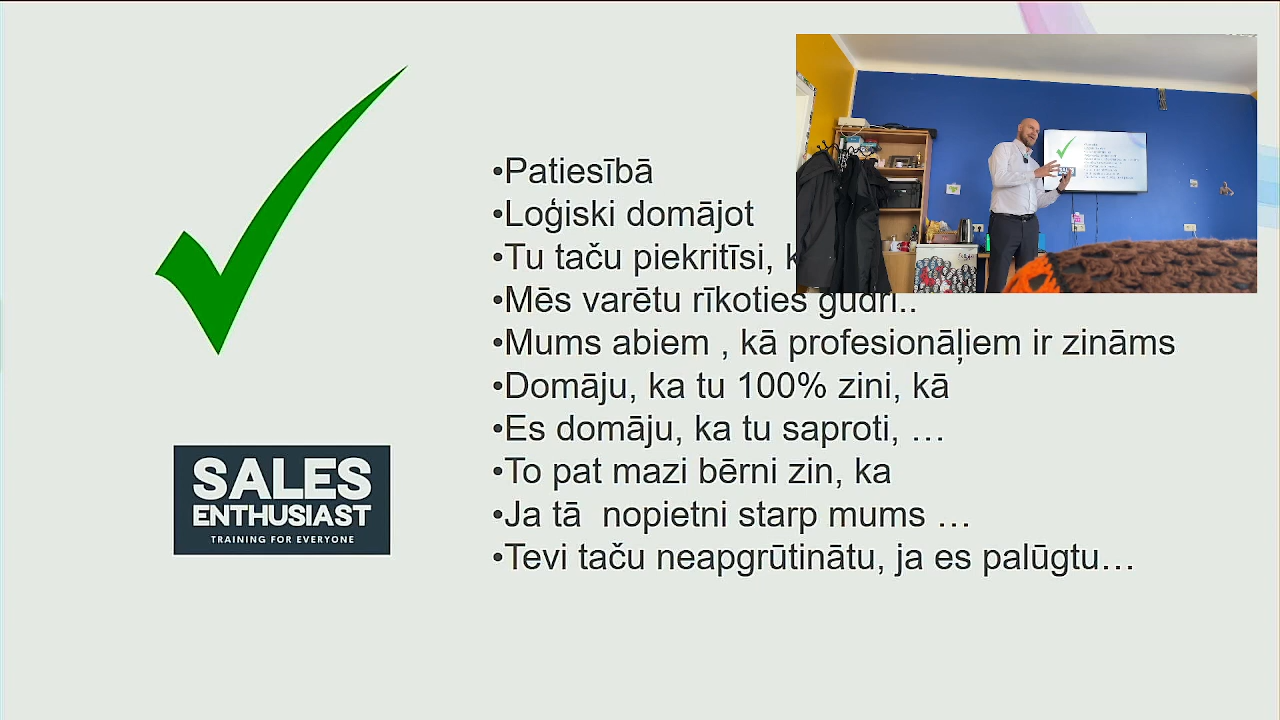 •Patiesībā
•Loģiski domājot
•Tu taču piekritīsi,
•Mēs varētu rīkoties gudri..
•Mums abiem , kā profesionāļiem ir zināms
•Domāju, ka tu 100% zini, kā
•Es domāju, ka tu saproti, …
•To pat mazi bērni zin, ka
•Ja tā  nopietni starp mums …
•Tevi taču neapgrūtinātu, ja es palūgtu…
SALES
ENTHUSIAST
TRAINING FOR EVERYONE